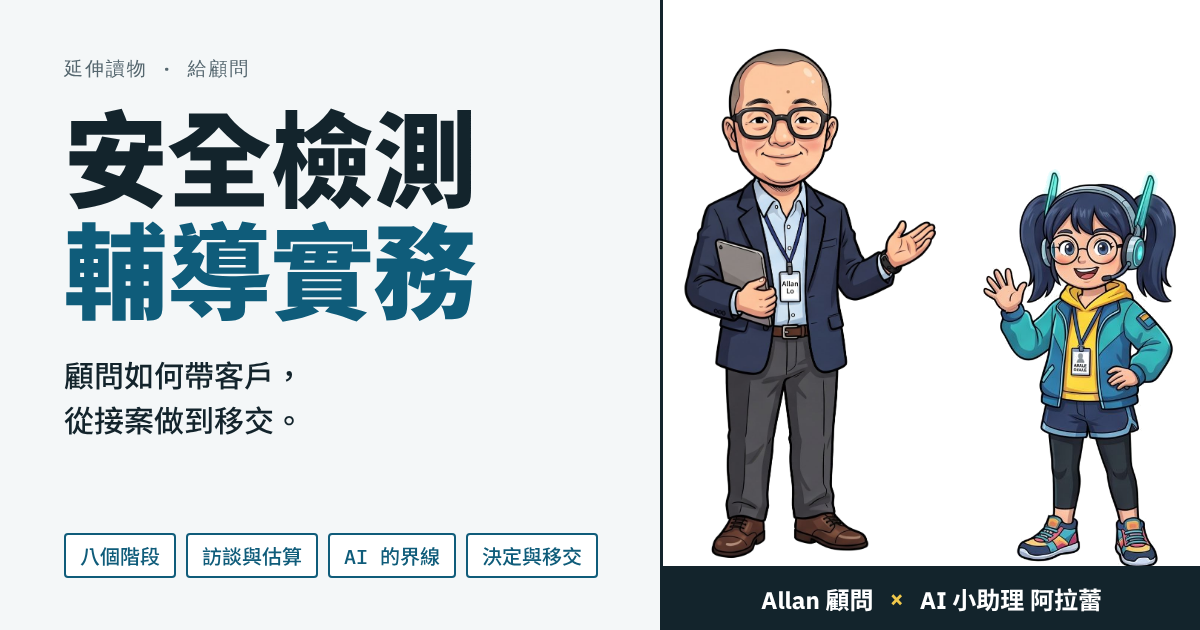 延伸讀物 · 給顧問
安全檢測
輔導實務
顧問如何帶客戶，
從接案做到移交。
八個階段
訪談與估算
AI 的界線
決定與移交
Allan
Lo
Allan 顧問 × AI 小助理 阿拉蕾